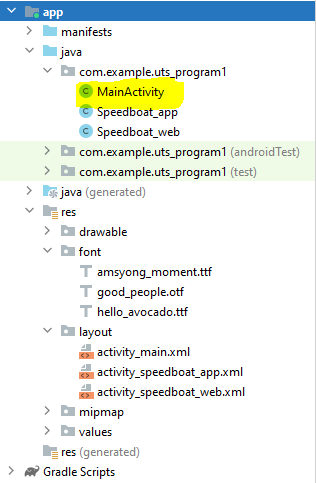 app
manifests
java
com.example.uts_program1
MainActivity
Speedboat_app
Speedboat_web
com.example.uts_program1 (androidTest)
com.example.uts_program1 (test)
java (generated)
res
drawable
font
amsyong_moment.ttf
good_people.otf
hello_avocado.ttf
layout
activity_main.xml
activity_speedboat_app.xml
activity_speedboat_web.xml
mipmap
values
res (generated)
Gradle Scripts